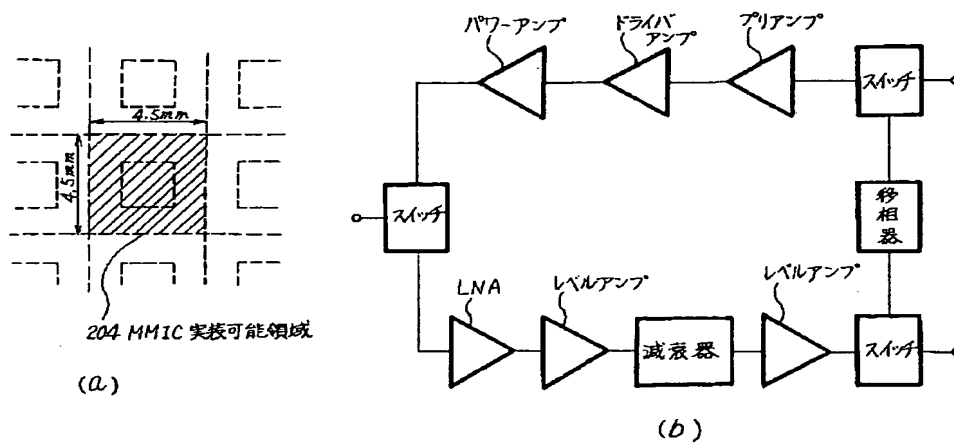 4.5mm
4.5mm
204 MMIC 実装可能領域
(a)
パワーアンプ
ドライバ
アンプ
プリアンプ
スイッチ
スイッチ
移相器
LNA
レベルアンプ
減衰器
レベルアンプ
スイッチ
(b)